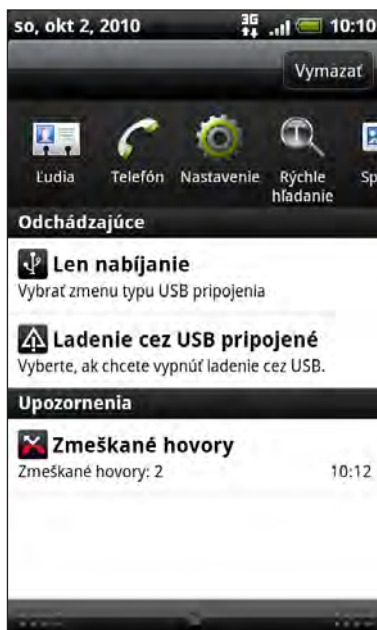 so, okt 2, 2010 3G 10:10
Vymazať
Ľudia Telefón Nastavenie Rýchle hľadanie Sp
Odchádzajúce
Len nabíjanie
Vybrať zmenu typu USB pripojenia
Ladenie cez USB pripojené
Vyberte, ak chcete vypnúť ladenie cez USB.
Upozornenia
Zmeškané hovory
Zmeškané hovory: 2 10:12